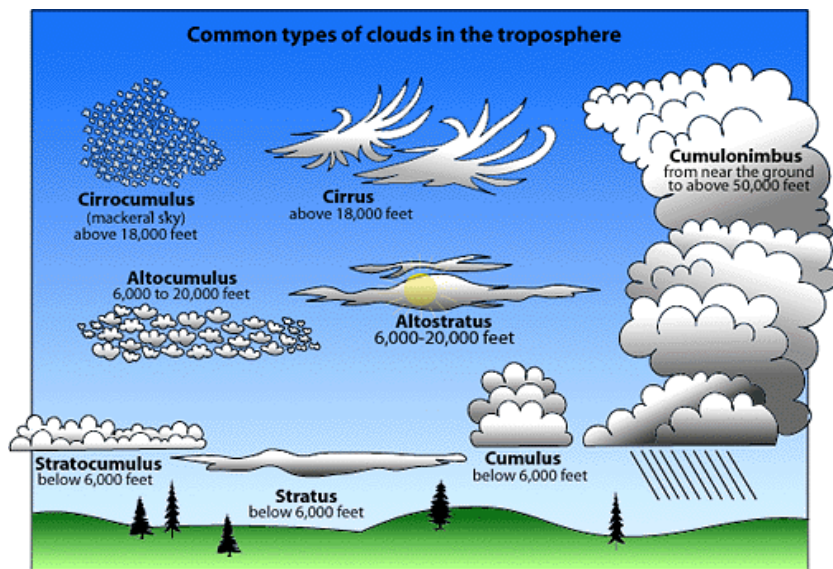 Common types of clouds in the troposphere
Cirrocumulus
(mackeral sky)
above 18,000 feet
Cirrus
above 18,000 feet
Cumulonimbus
from near the ground
to above 50,000 feet
Altocumulus
6,000 to 20,000 feet
Altostratus
6,000-20,000 feet
Stratocumulus
below 6,000 feet
Stratus
below 6,000 feet
Cumulus
below 6,000 feet